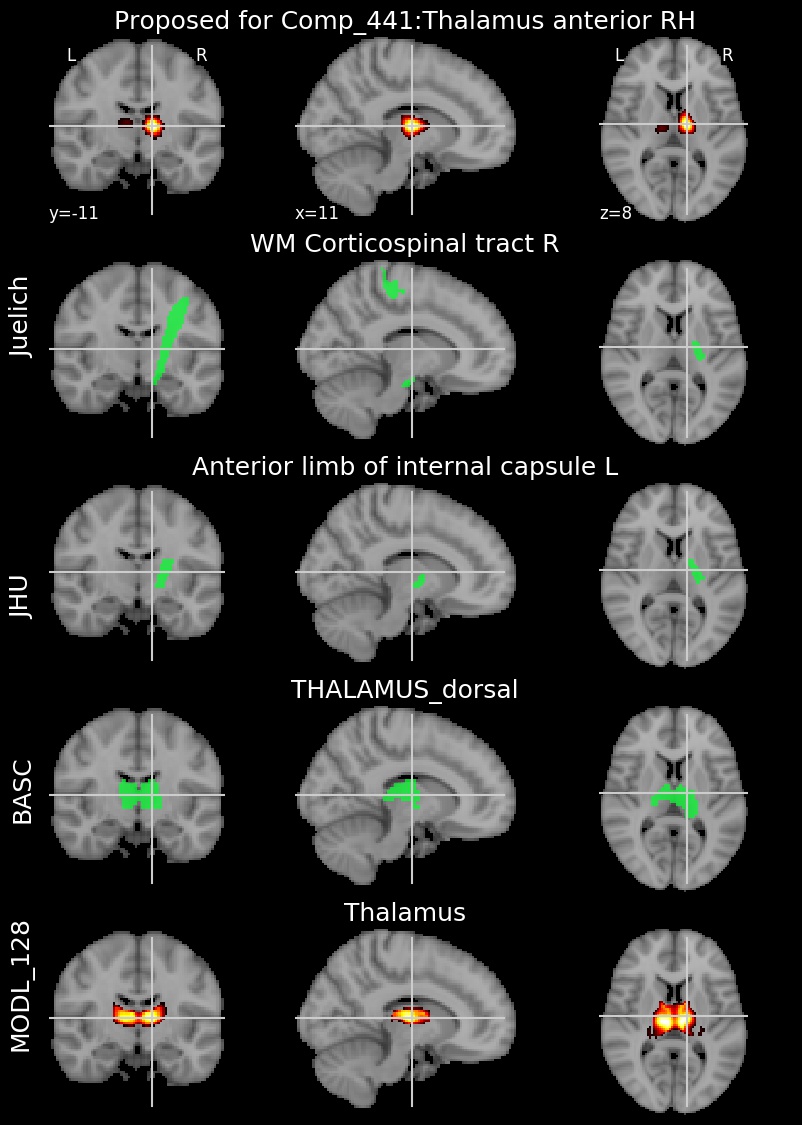 Proposed for Comp_441:Thalamus anterior RH
L
R
L
R
y=-11
x=11
z=8
WM Corticospinal tract R
Juelich
Anterior limb of internal capsule L
JHU
THALAMUS_dorsal
BASC
Thalamus
MODL_128